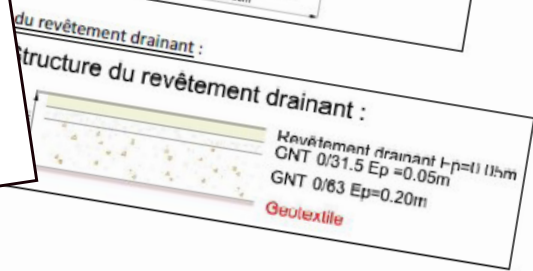 du revêtement drainant :
tructure du revêtement drainant :
Revêtement drainant Ep=0.05m
GNT 0/31.5 Ep =0.05m
GNT 0/63 Ep=0.20m
Geotextile